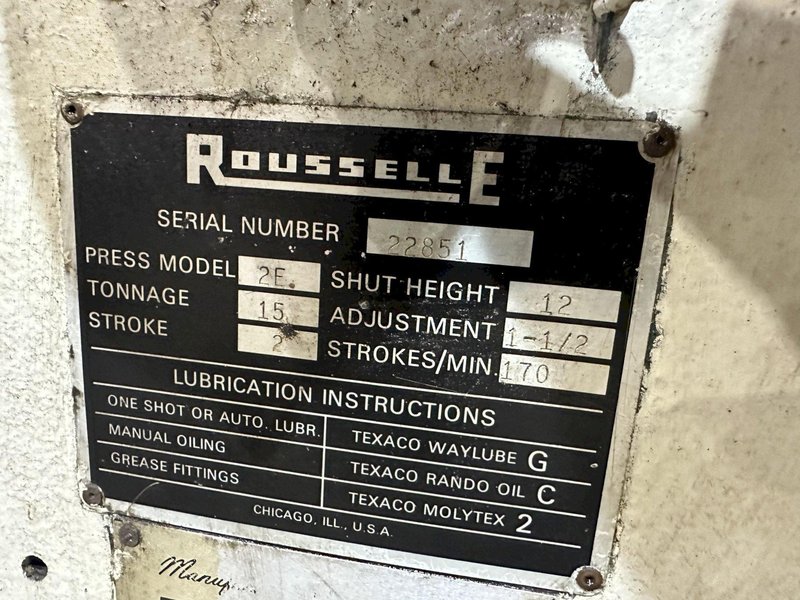 ROUSSELLE
SERIAL NUMBER 22851
PRESS MODEL 2E SHUT HEIGHT 12
TONNAGE 15 ADJUSTMENT 1-1/2
STROKE 2 STROKES/MIN. 170
LUBRICATION INSTRUCTIONS
ONE SHOT OR AUTO. LUBR. TEXACO WAYLUBE G
MANUAL OILING TEXACO RANDO OIL C
GREASE FITTINGS TEXACO MOLYTEX 2
CHICAGO, ILL., U.S.A.